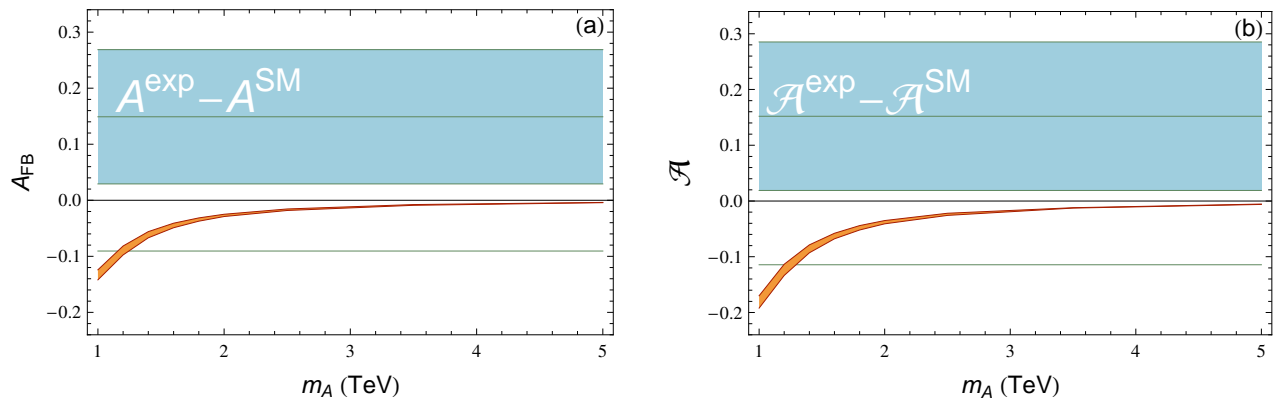 (a)
A^exp − A^SM
A_FB
0.3
0.2
0.1
0.0
−0.1
−0.2
1 2 3 4 5
m_A (TeV)
(b)
𝒜^exp − 𝒜^SM
𝒜
0.3
0.2
0.1
0.0
−0.1
−0.2
1 2 3 4 5
m_A (TeV)